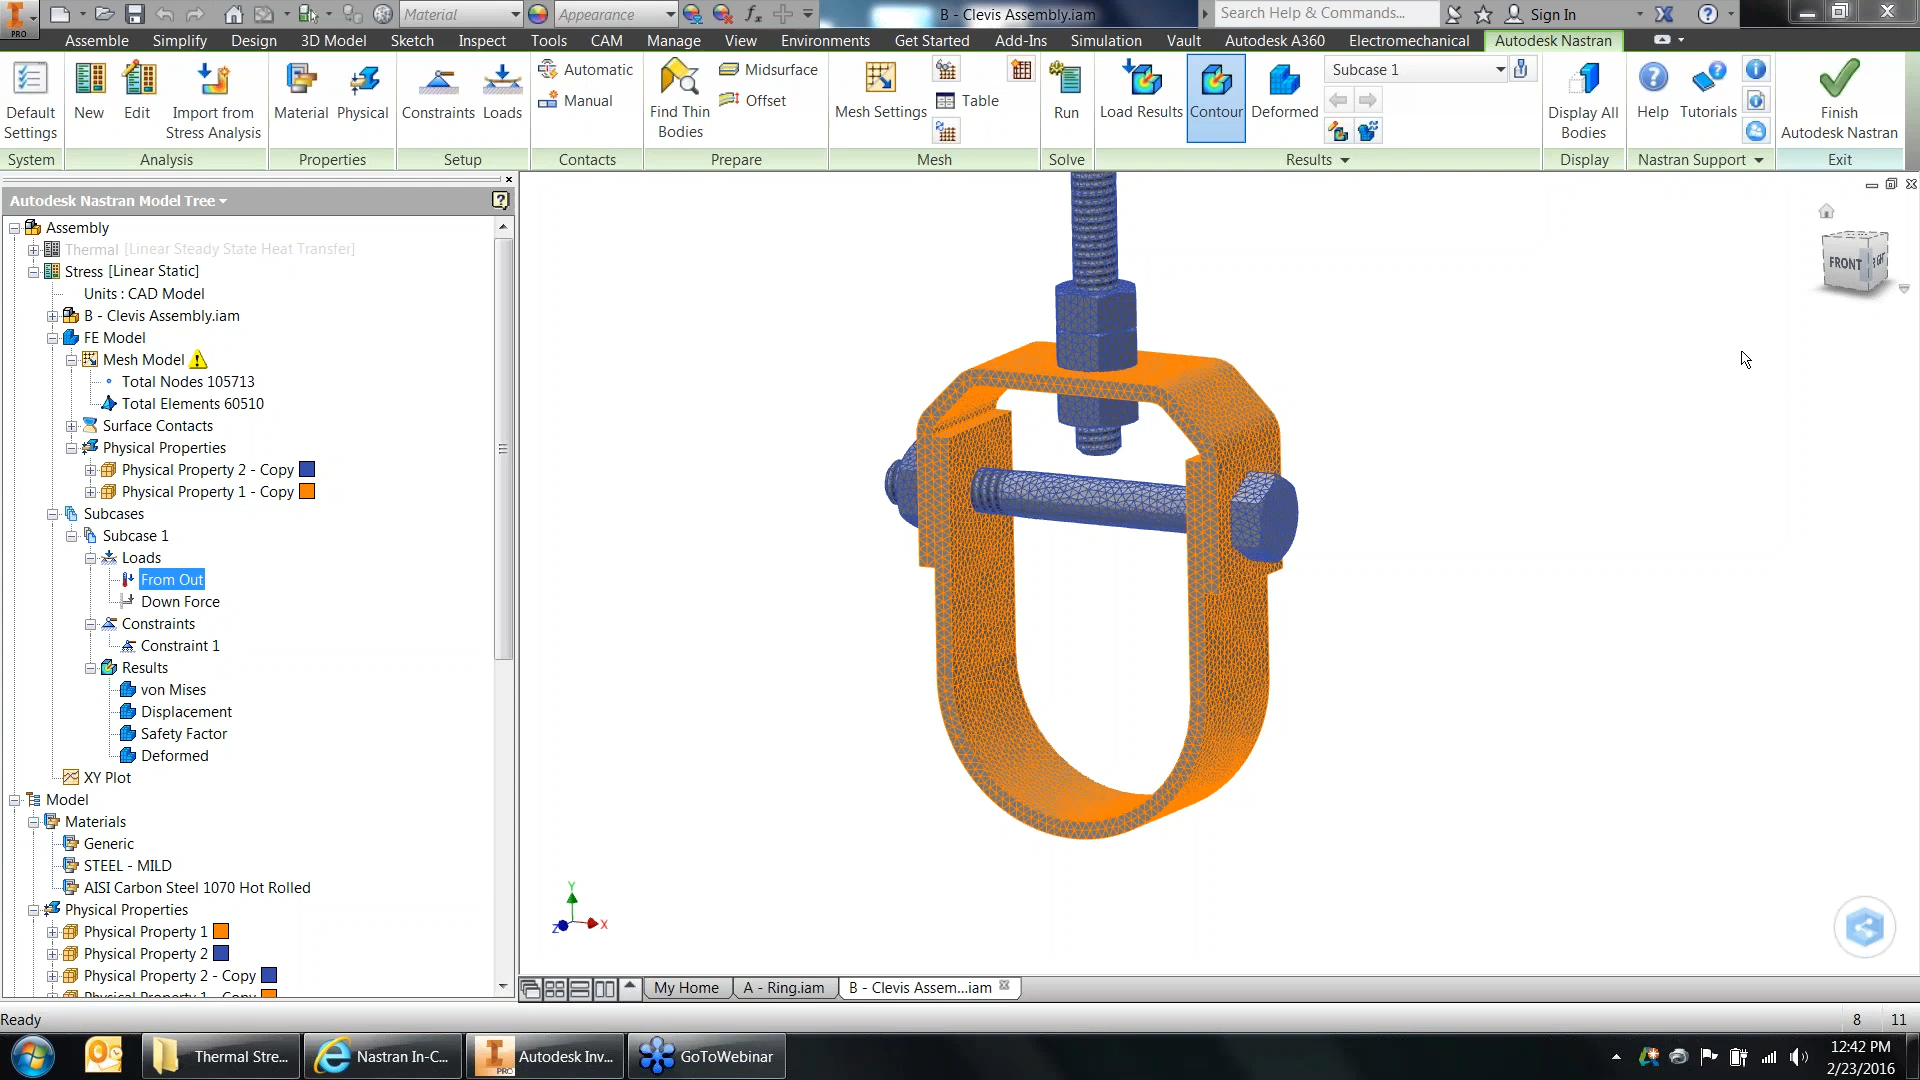 PRO
Material
Appearance
B - Clevis Assembly.iam
Search Help & Commands...
Sign In
Assemble
Simplify
Design
3D Model
Sketch
Inspect
Tools
CAM
Manage
View
Environments
Get Started
Add-Ins
Simulation
Vault
Autodesk A360
Electromechanical
Autodesk Nastran
Default Settings
New
Edit
Import from Stress Analysis
Material
Physical
Constraints
Loads
Automatic
Manual
Find Thin Bodies
Midsurface
Offset
Mesh Settings
Table
Run
Load Results
Contour
Deformed
Subcase 1
Display All Bodies
Help
Tutorials
Finish Autodesk Nastran
System
Analysis
Properties
Setup
Contacts
Prepare
Mesh
Solve
Results
Display
Nastran Support
Exit
Autodesk Nastran Model Tree
Assembly
Thermal [Linear Steady State Heat Transfer]
Stress [Linear Static]
Units : CAD Model
B - Clevis Assembly.iam
FE Model
Mesh Model
Total Nodes 105713
Total Elements 60510
Surface Contacts
Physical Properties
Physical Property 2 - Copy
Physical Property 1 - Copy
Subcases
Subcase 1
Loads
From Out
Down Force
Constraints
Constraint 1
Results
von Mises
Displacement
Safety Factor
Deformed
XY Plot
Model
Materials
Generic
STEEL - MILD
AISI Carbon Steel 1070 Hot Rolled
Physical Properties
Physical Property 1
Physical Property 2
Physical Property 2 - Copy
Physical Property 1 - Copy
FRONT
RIGHT
Y
X
Z
My Home
A - Ring.iam
B - Clevis Assem...iam
Ready
8
11
Thermal Stre...
Nastran In-C...
PRO
Autodesk Inv...
GoToWebinar
12:42 PM
2/23/2016